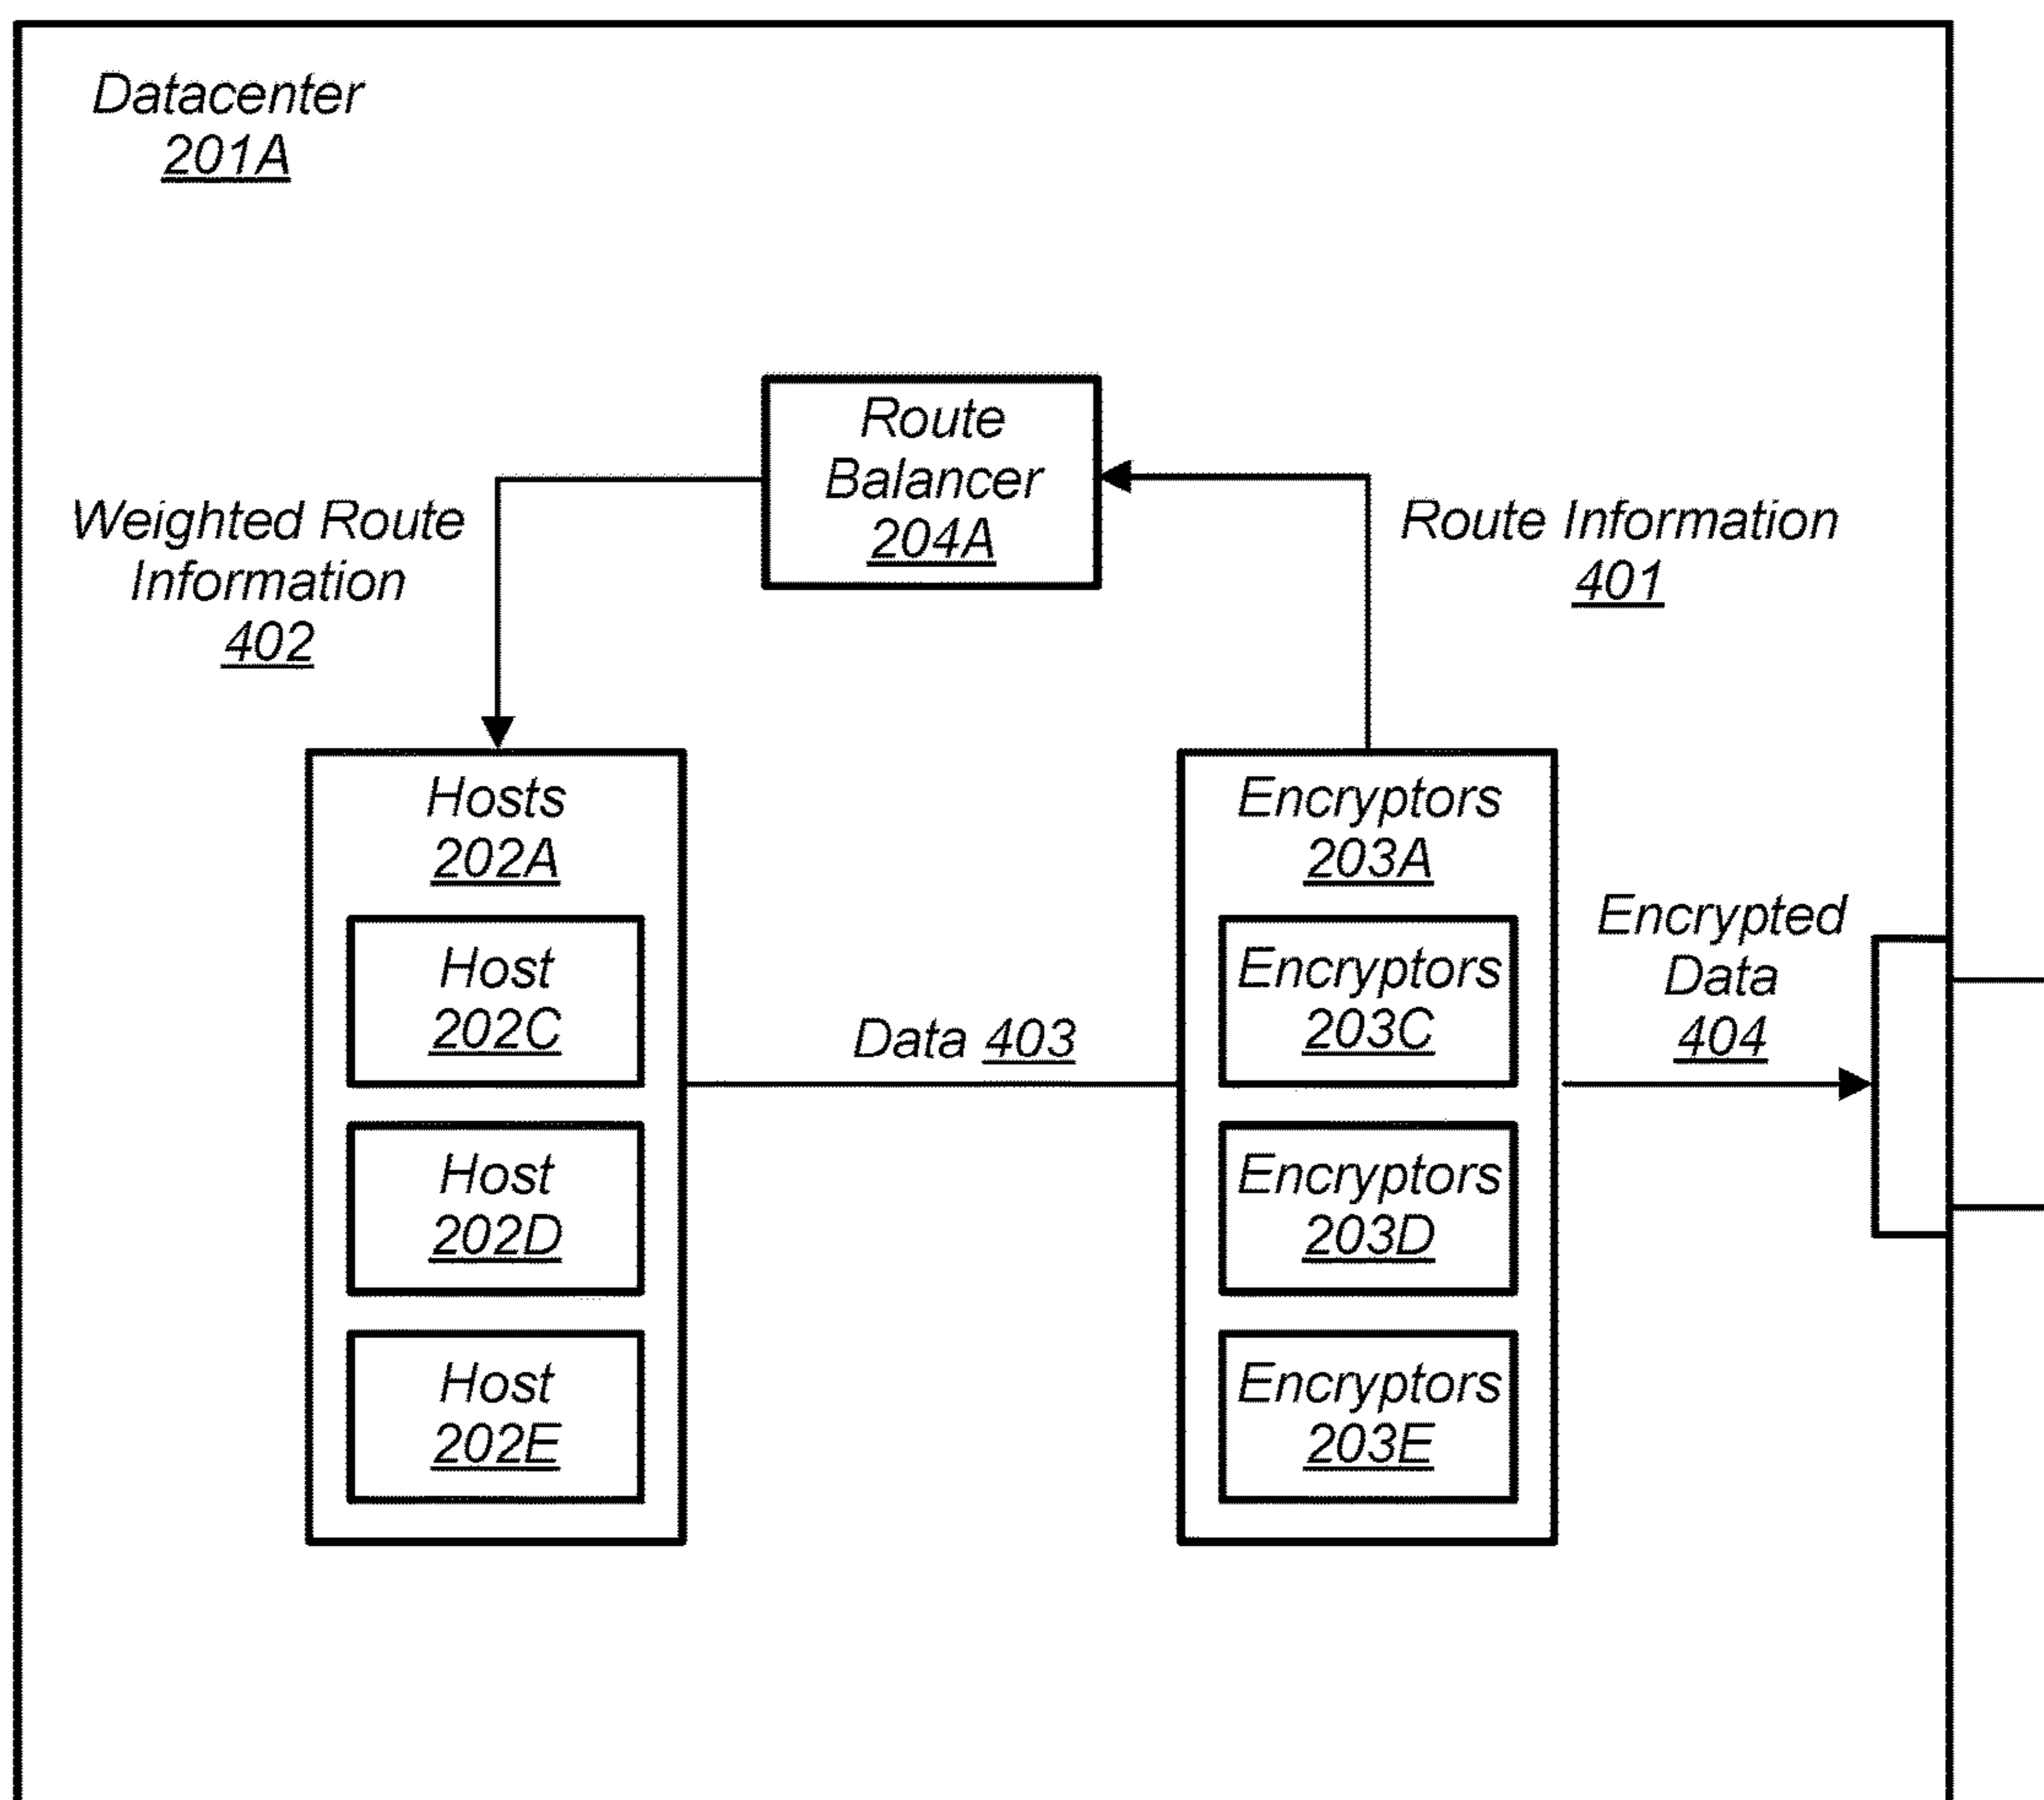 Datacenter
201A
Route
Balancer
204A
Weighted Route
Information
402
Route Information
401
Hosts
202A
Host
202C
Host
202D
Host
202E
Data 403
Encryptors
203A
Encryptors
203C
Encryptors
203D
Encryptors
203E
Encrypted
Data
404